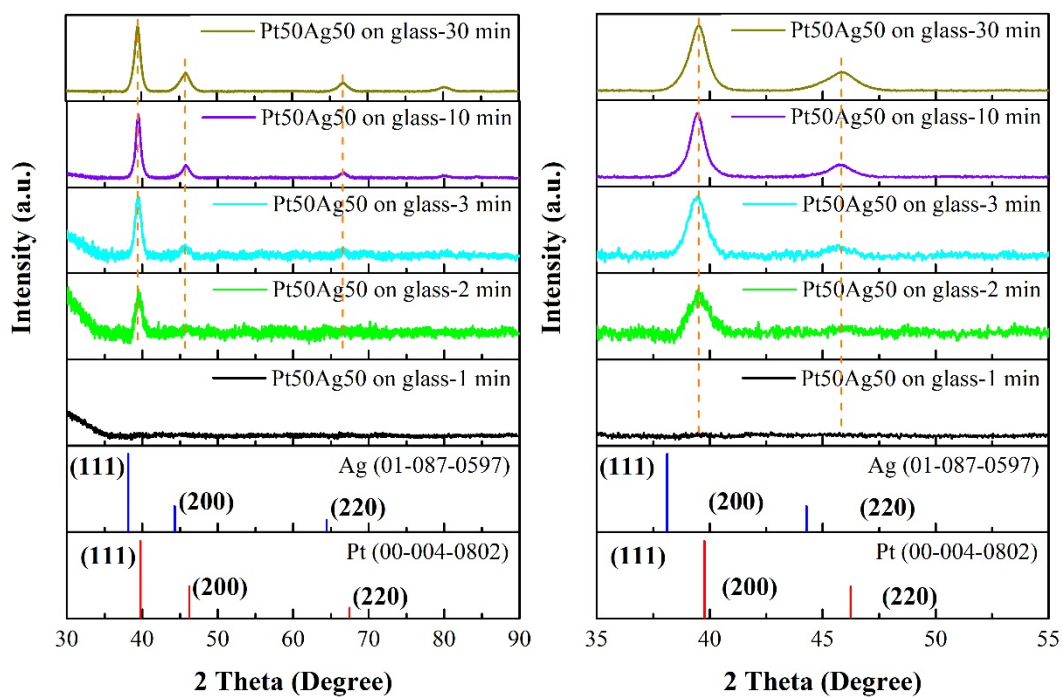 Pt50Ag50 on glass-30 min
Pt50Ag50 on glass-10 min
Pt50Ag50 on glass-3 min
Pt50Ag50 on glass-2 min
Pt50Ag50 on glass-1 min
Ag (01-087-0597)
(111)
(200)
(220)
Pt (00-004-0802)
(111)
(200)
(220)
30 40 50 60 70 80 90
2 Theta (Degree)
Intensity (a.u.)
Pt50Ag50 on glass-30 min
Pt50Ag50 on glass-10 min
Pt50Ag50 on glass-3 min
Pt50Ag50 on glass-2 min
Pt50Ag50 on glass-1 min
Ag (01-087-0597)
(111)
(200)
(220)
Pt (00-004-0802)
(111)
(200)
(220)
35 40 45 50 55
2 Theta (Degree)
Intensity (a.u.)